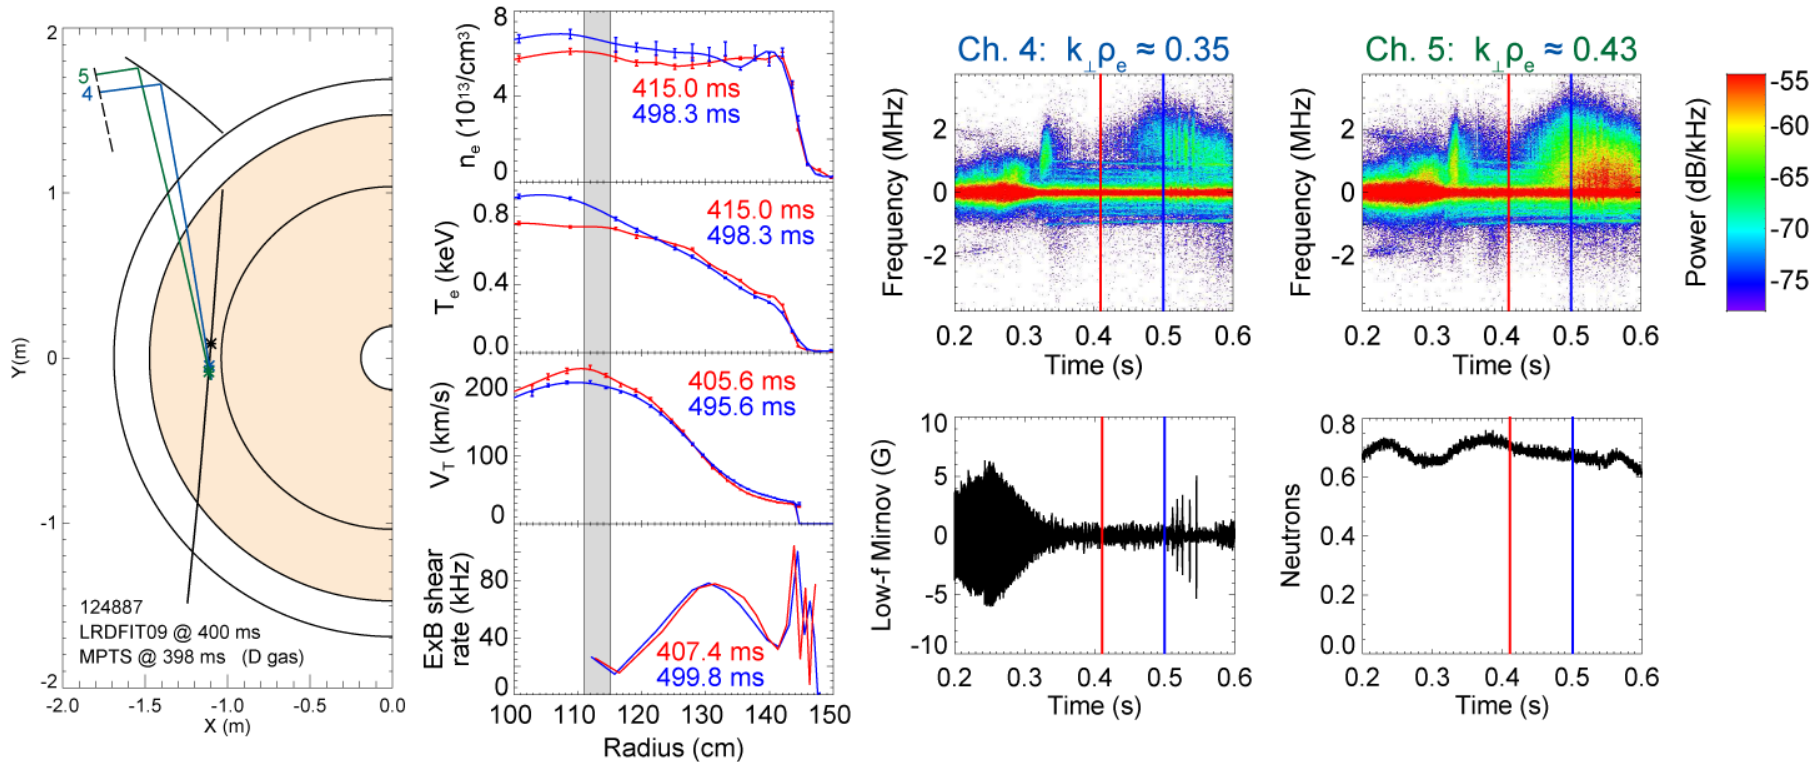 2
1
0
-1
-2
Y(m)
5
4
124887
LRDFIT09 @ 400 ms
MPTS @ 398 ms (D gas)
-2.0 -1.5 -1.0 -0.5 0.0
X (m)
8
4
0
nₑ (10¹³/cm³)
415.0 ms
498.3 ms
0.8
0.4
0.0
Tₑ (keV)
415.0 ms
498.3 ms
200
100
0
V_T (km/s)
405.6 ms
495.6 ms
80
40
0
ExB shear
rate (kHz)
407.4 ms
499.8 ms
100 110 120 130 140 150
Radius (cm)
Ch. 4: k⊥ρₑ ≈ 0.35
2
0
-2
Frequency (MHz)
0.2 0.3 0.4 0.5 0.6
Time (s)
Ch. 5: k⊥ρₑ ≈ 0.43
2
0
-2
Frequency (MHz)
0.2 0.3 0.4 0.5 0.6
Time (s)
Power (dB/kHz)
-55
-60
-65
-70
-75
10
5
0
-5
-10
Low-f Mirnov (G)
0.2 0.3 0.4 0.5 0.6
Time (s)
0.8
0.6
0.4
0.2
0.0
Neutrons
0.2 0.3 0.4 0.5 0.6
Time (s)